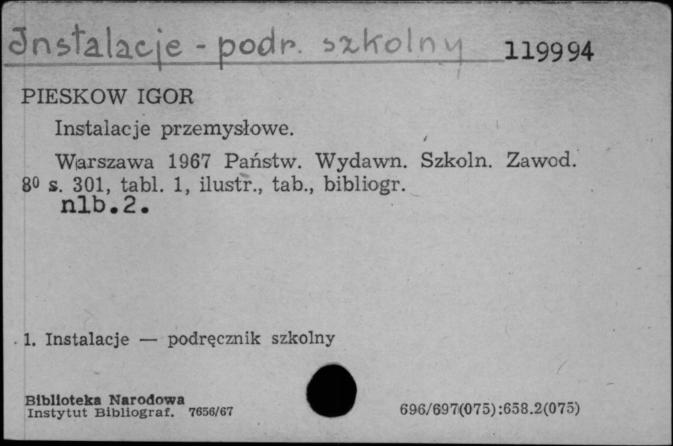 Instalacje - podr. szkolny 119994
PIESKOW IGOR
Instalacje przemysłowe.
Warszawa 1967 Państw. Wydawn. Szkoln. Zawod.
8⁰ s. 301, tabl. 1, ilustr., tab., bibliogr.
nlb.2.
1. Instalacje — podręcznik szkolny
Biblioteka Narodowa
Instytut Bibliograf. 7656/67 696/697(075):658.2(075)